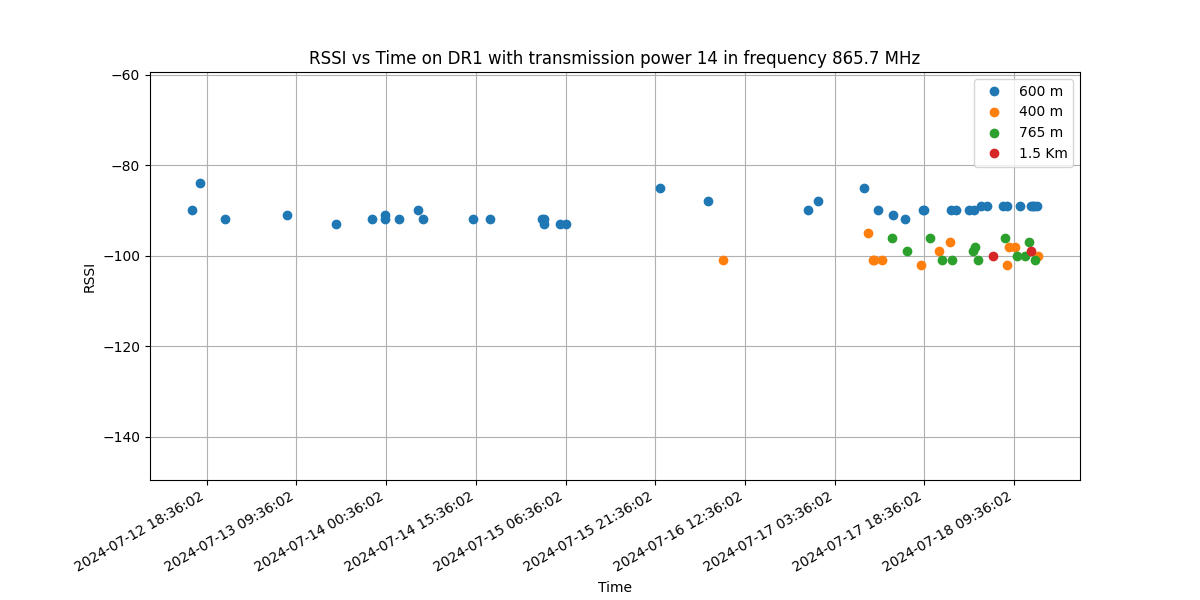 RSSI vs Time on DR1 with transmission power 14 in frequency 865.7 MHz
600 m
400 m
765 m
1.5 Km
−60
−80
−100
−120
−140
RSSI
2024-07-12 18:36:02
2024-07-13 09:36:02
2024-07-14 00:36:02
2024-07-14 15:36:02
2024-07-15 06:36:02
2024-07-15 21:36:02
2024-07-16 12:36:02
2024-07-17 03:36:02
2024-07-17 18:36:02
2024-07-18 09:36:02
Time